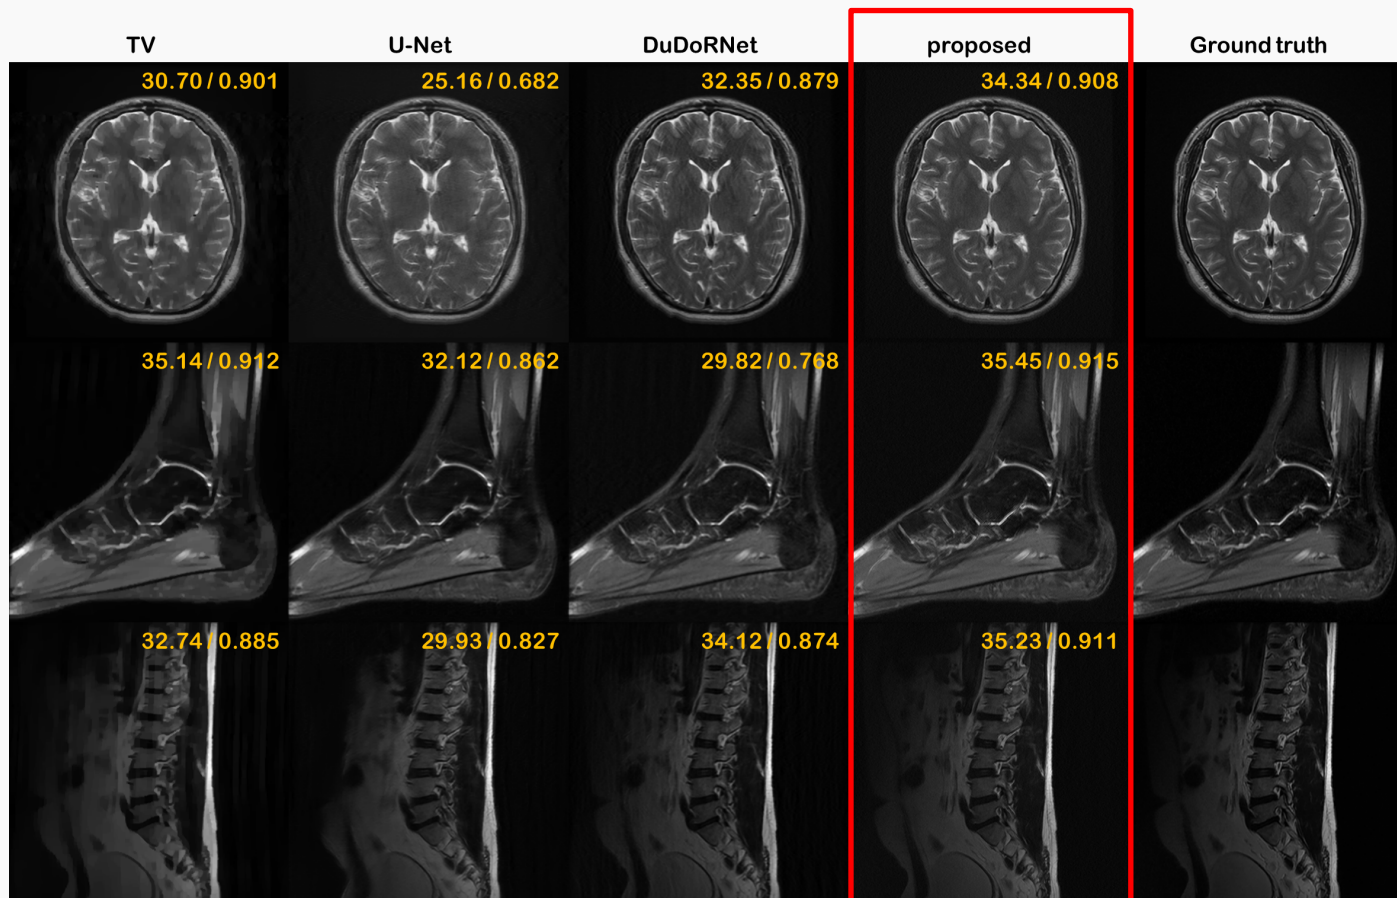 TV U-Net DuDoRNet proposed Ground truth
30.70 / 0.901 25.16 / 0.682 32.35 / 0.879 34.34 / 0.908
35.14 / 0.912 32.12 / 0.862 29.82 / 0.768 35.45 / 0.915
32.74 / 0.885 29.93 / 0.827 34.12 / 0.874 35.23 / 0.911